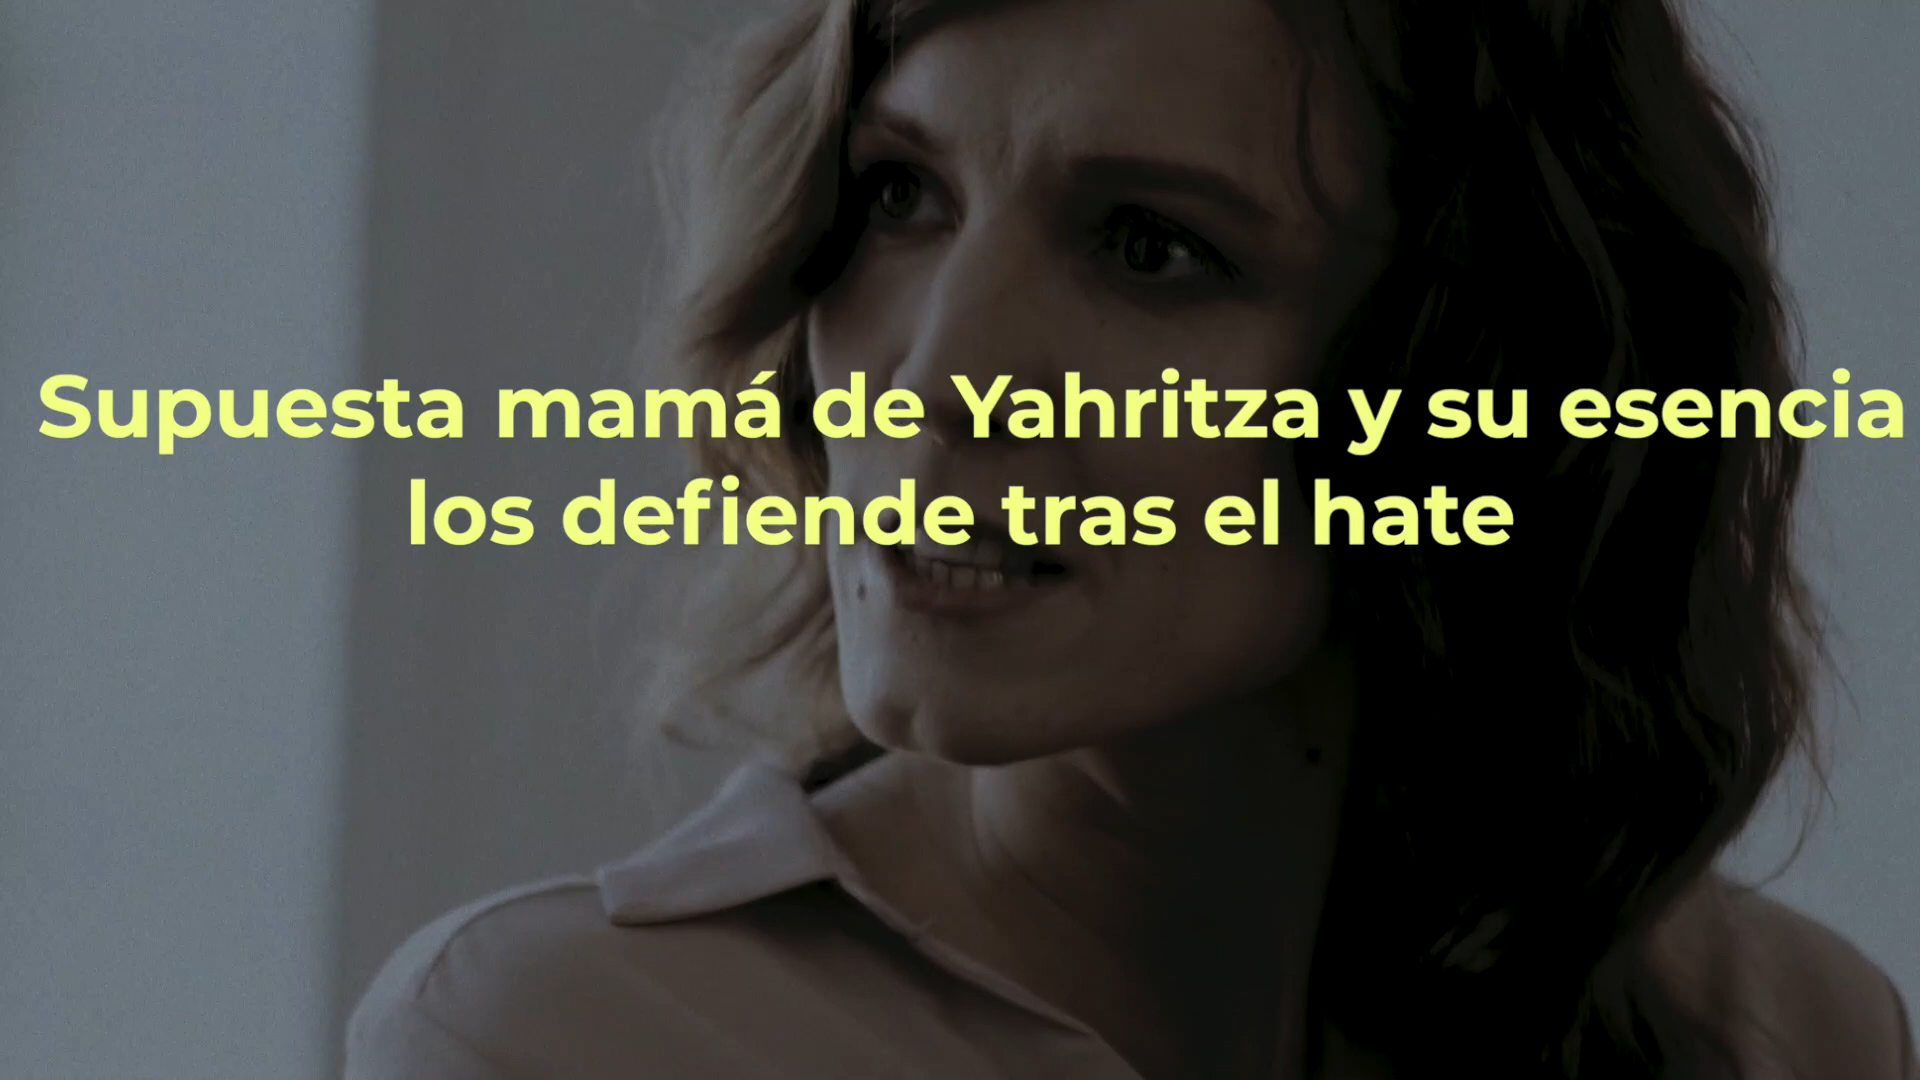 Supuesta mamá de Yahritza y su esencia
los defiende tras el hate